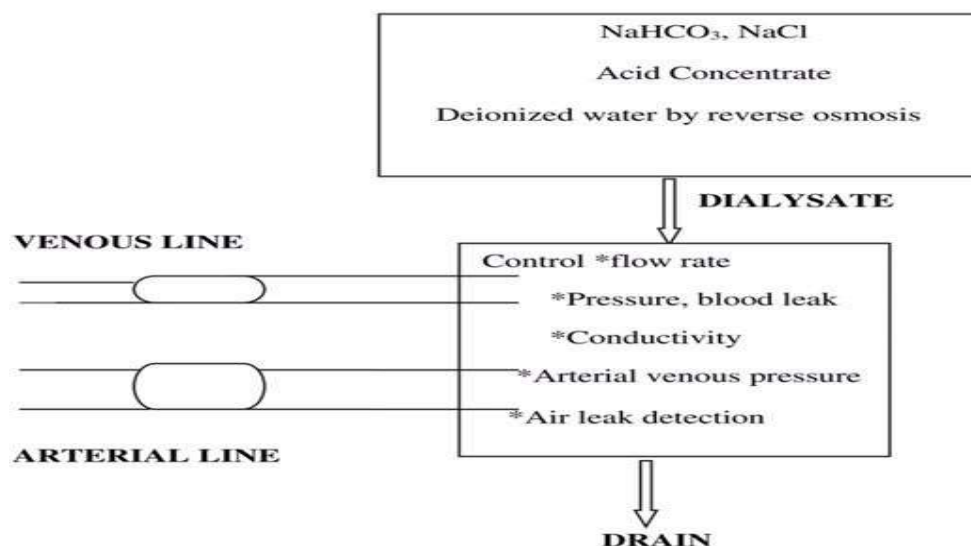 NaHCO₃, NaCl
Acid Concentrate
Deionized water by reverse osmosis
DIALYSATE
VENOUS LINE
Control *flow rate
*Pressure, blood leak
*Conductivity
*Arterial venous pressure
*Air leak detection
ARTERIAL LINE
DRAIN